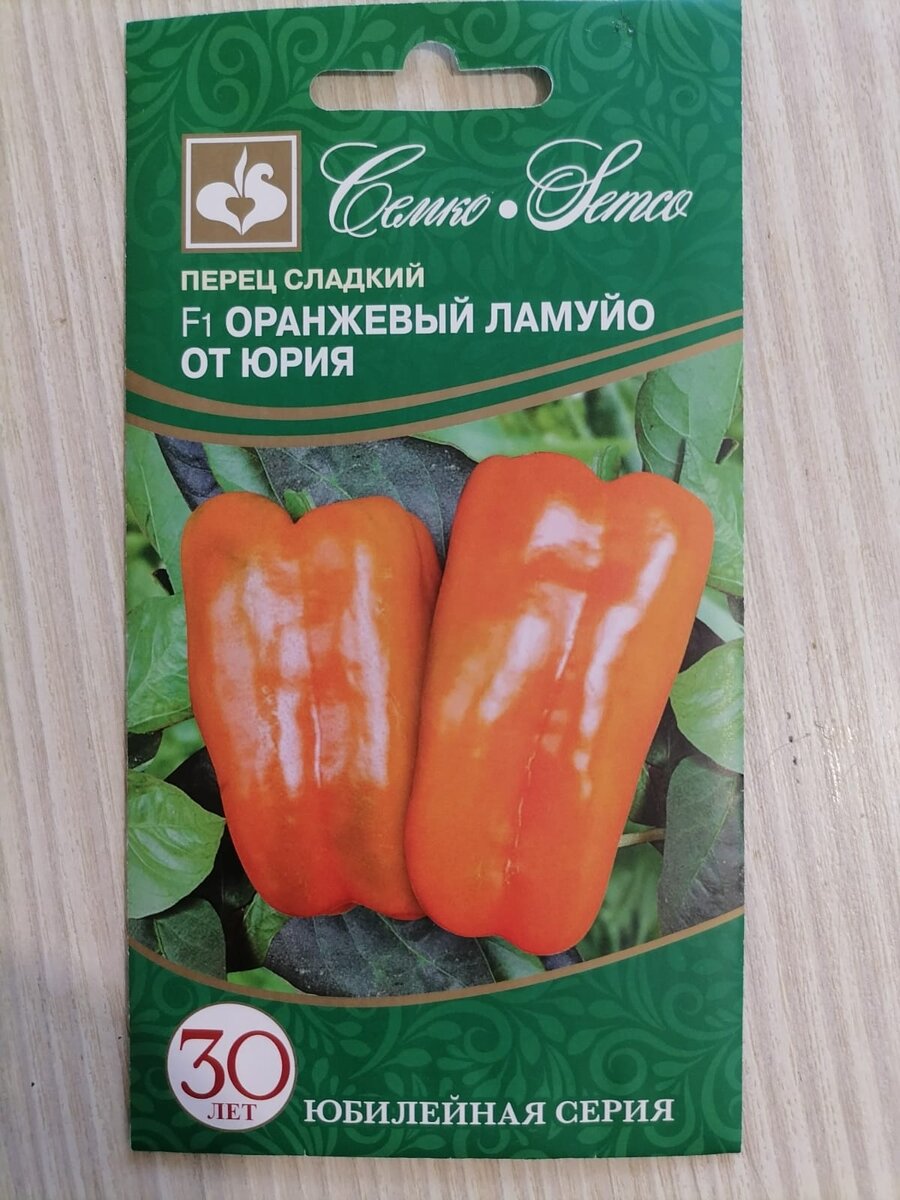 Семко • Semco
ПЕРЕЦ СЛАДКИЙ
F1 ОРАНЖЕВЫЙ ЛАМУЙО
ОТ ЮРИЯ
30
ЛЕТ
ЮБИЛЕЙНАЯ СЕРИЯ